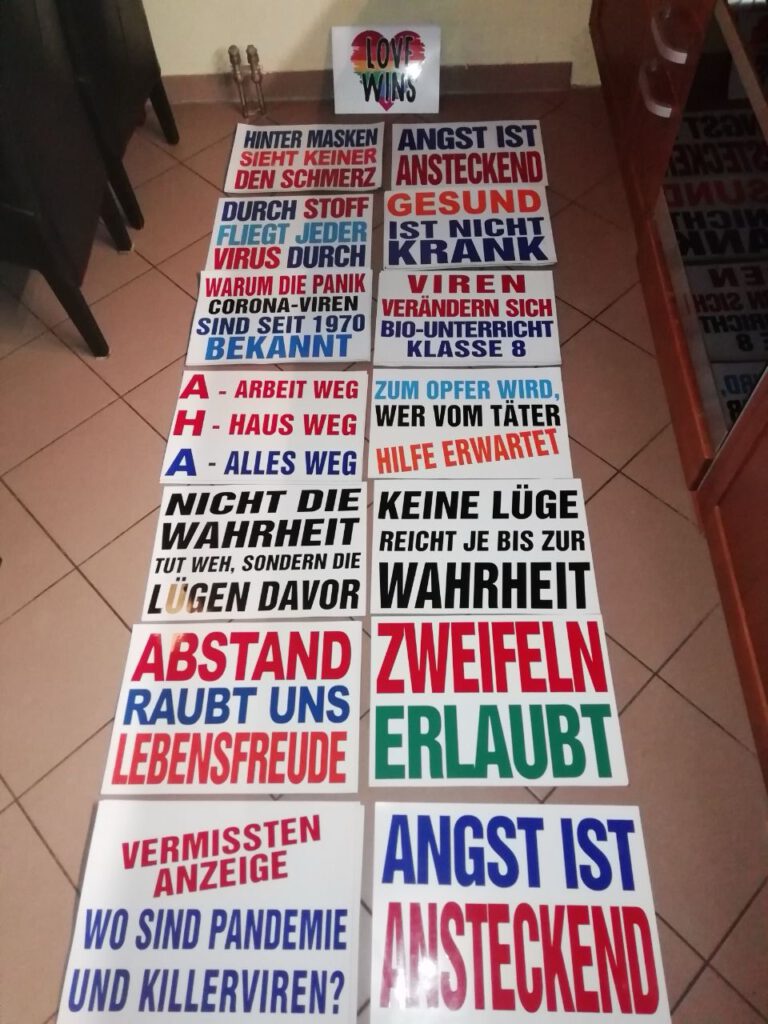 LOVE
WINS
HINTER MASKEN
SIEHT KEINER
DEN SCHMERZ
ANGST IST
ANSTECKEND
DURCH STOFF
FLIEGT JEDER
VIRUS DURCH
GESUND
IST NICHT
KRANK
WARUM DIE PANIK
CORONA-VIREN
SIND SEIT 1970
BEKANNT
VIREN
VERÄNDERN SICH
BIO-UNTERRICHT
KLASSE 8
A - ARBEIT WEG
H - HAUS WEG
A - ALLES WEG
ZUM OPFER WIRD,
WER VOM TÄTER
HILFE ERWARTET
NICHT DIE
WAHRHEIT
TUT WEH, SONDERN DIE
LÜGEN DAVOR
KEINE LÜGE
REICHT JE BIS ZUR
WAHRHEIT
ABSTAND
RAUBT UNS
LEBENSFREUDE
ZWEIFELN
ERLAUBT
VERMISSTEN
ANZEIGE
WO SIND PANDEMIE
UND KILLERVIREN?
ANGST IST
ANSTECKEND